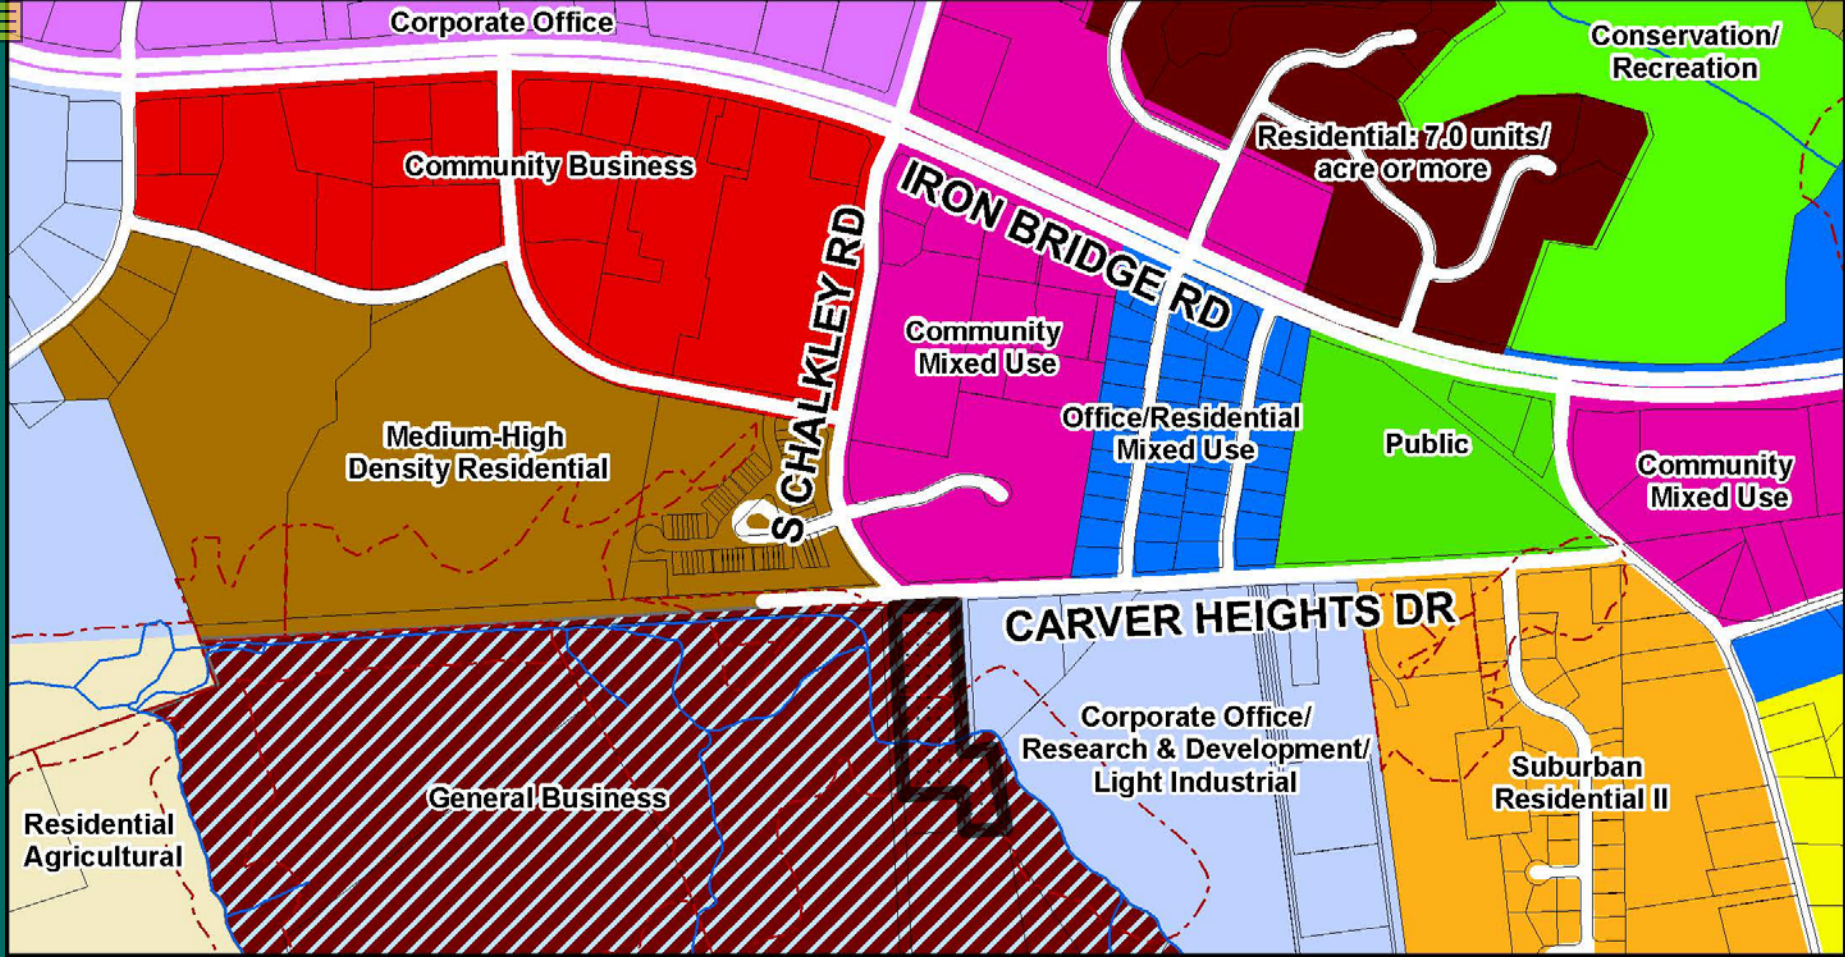 Corporate Office
Conservation/
Recreation
Residential: 7.0 units/
acre or more
Community Business
IRON BRIDGE RD
S CHALKLEY RD
Community
Mixed Use
Office/Residential
Mixed Use
Public
Community
Mixed Use
Medium-High
Density Residential
CARVER HEIGHTS DR
Corporate Office/
Research & Development/
Light Industrial
Suburban
Residential II
General Business
Residential
Agricultural